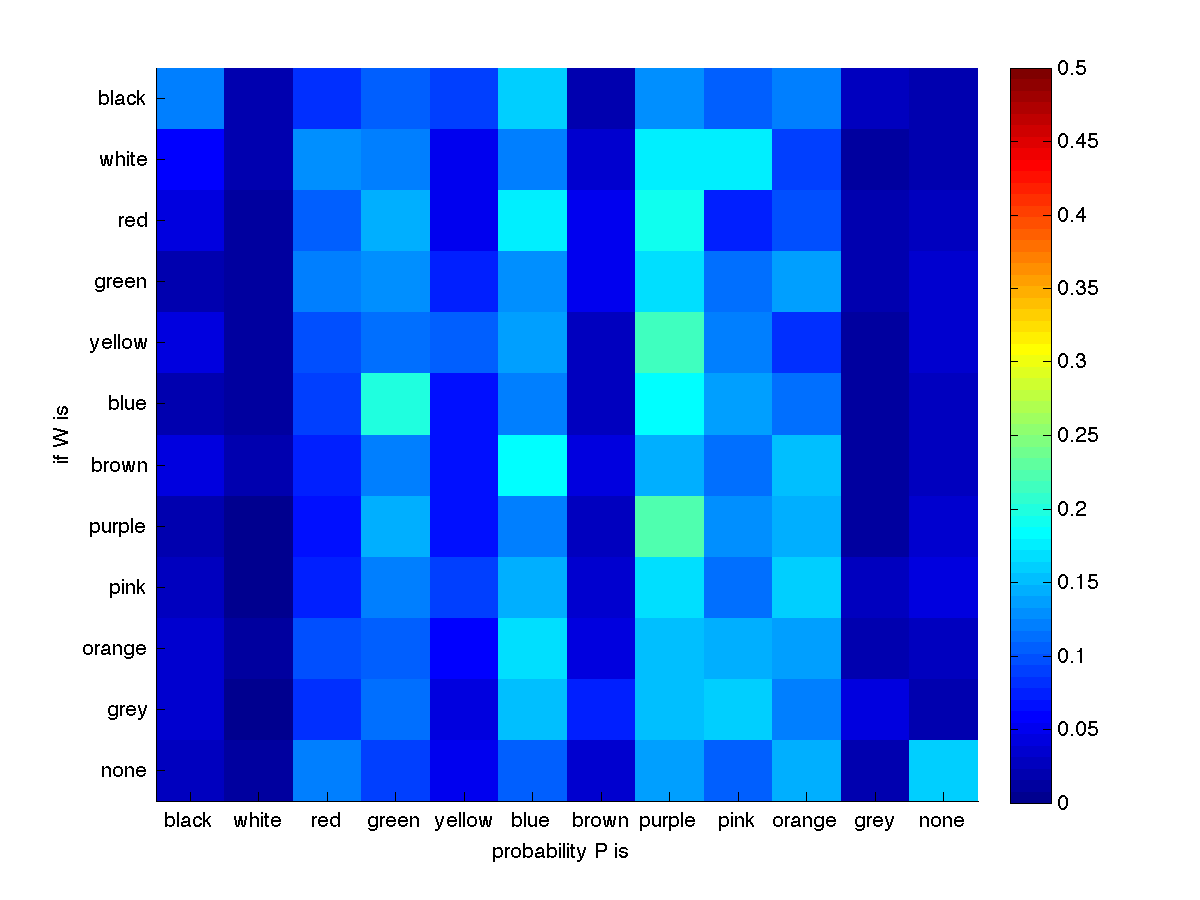 black
white
red
green
yellow
blue
brown
purple
pink
orange
grey
none
if W is
black white red green yellow blue brown purple pink orange grey none
probability P is
0.5
0.45
0.4
0.35
0.3
0.25
0.2
0.15
0.1
0.05
0